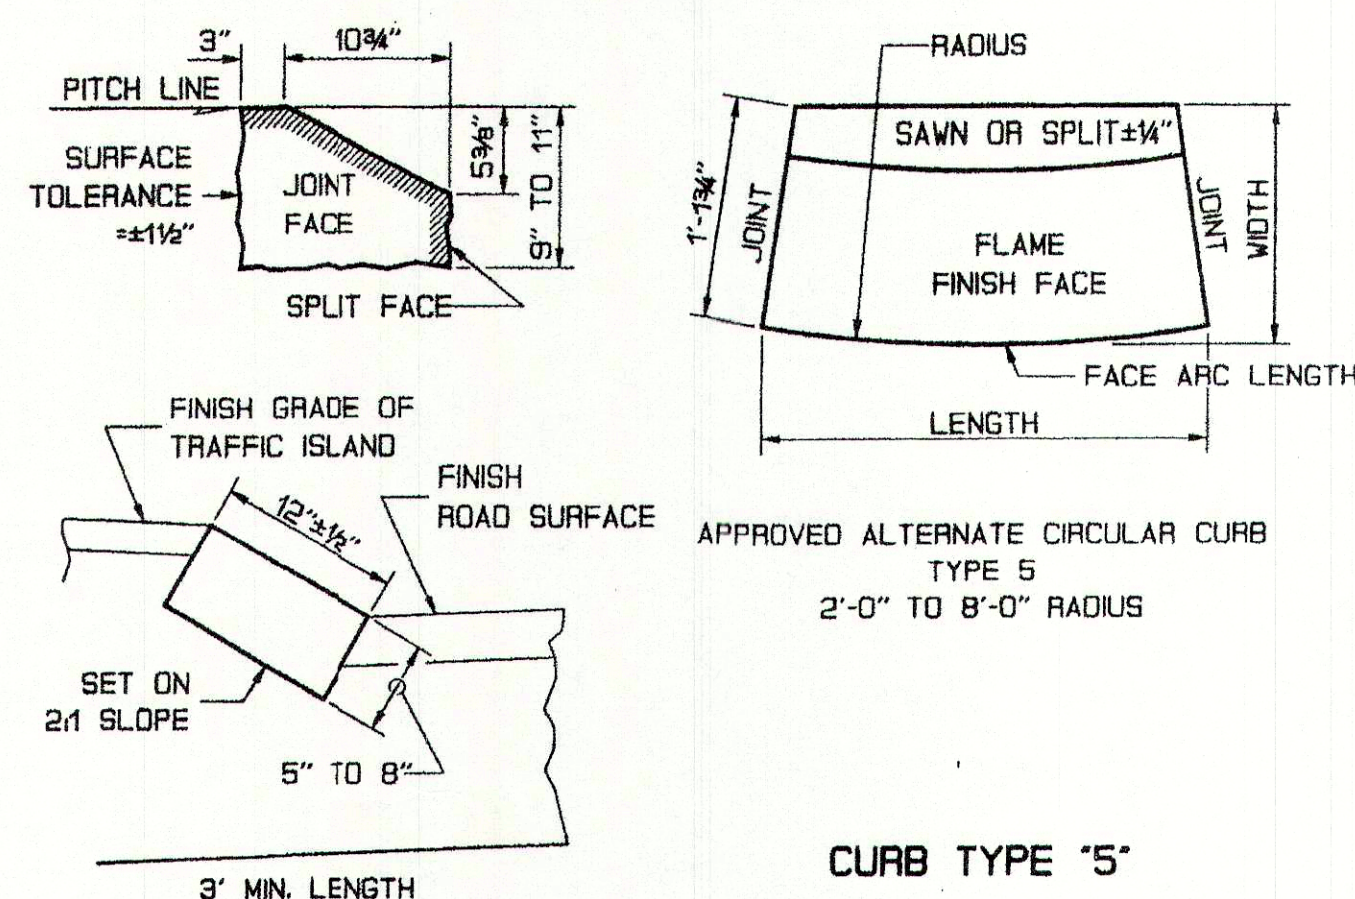 3" 10¾"
PITCH LINE
SURFACE
TOLERANCE
=±1½"
JOINT
FACE
5⅜"
9" TO 11"
SPLIT FACE
RADIUS
SAWN OR SPLIT±¼"
1'-1¾"
JOINT
FLAME
FINISH FACE
JOINT
WIDTH
FACE ARC LENGTH
LENGTH
APPROVED ALTERNATE CIRCULAR CURB
TYPE 5
2'-0" TO 8'-0" RADIUS
FINISH GRADE OF
TRAFFIC ISLAND
12"±½"
FINISH
ROAD SURFACE
SET ON
2:1 SLOPE
5" TO 8"
3' MIN. LENGTH
CURB TYPE "5"